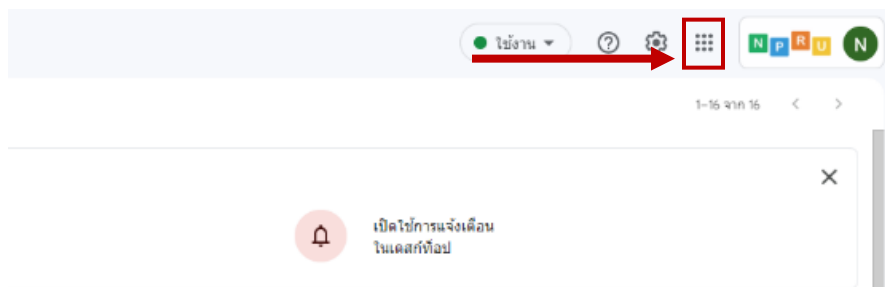 ใช้งาน
N P R U N
1–16 จาก 16
เปิดใช้การแจ้งเตือน
ในเดสก์ท็อป